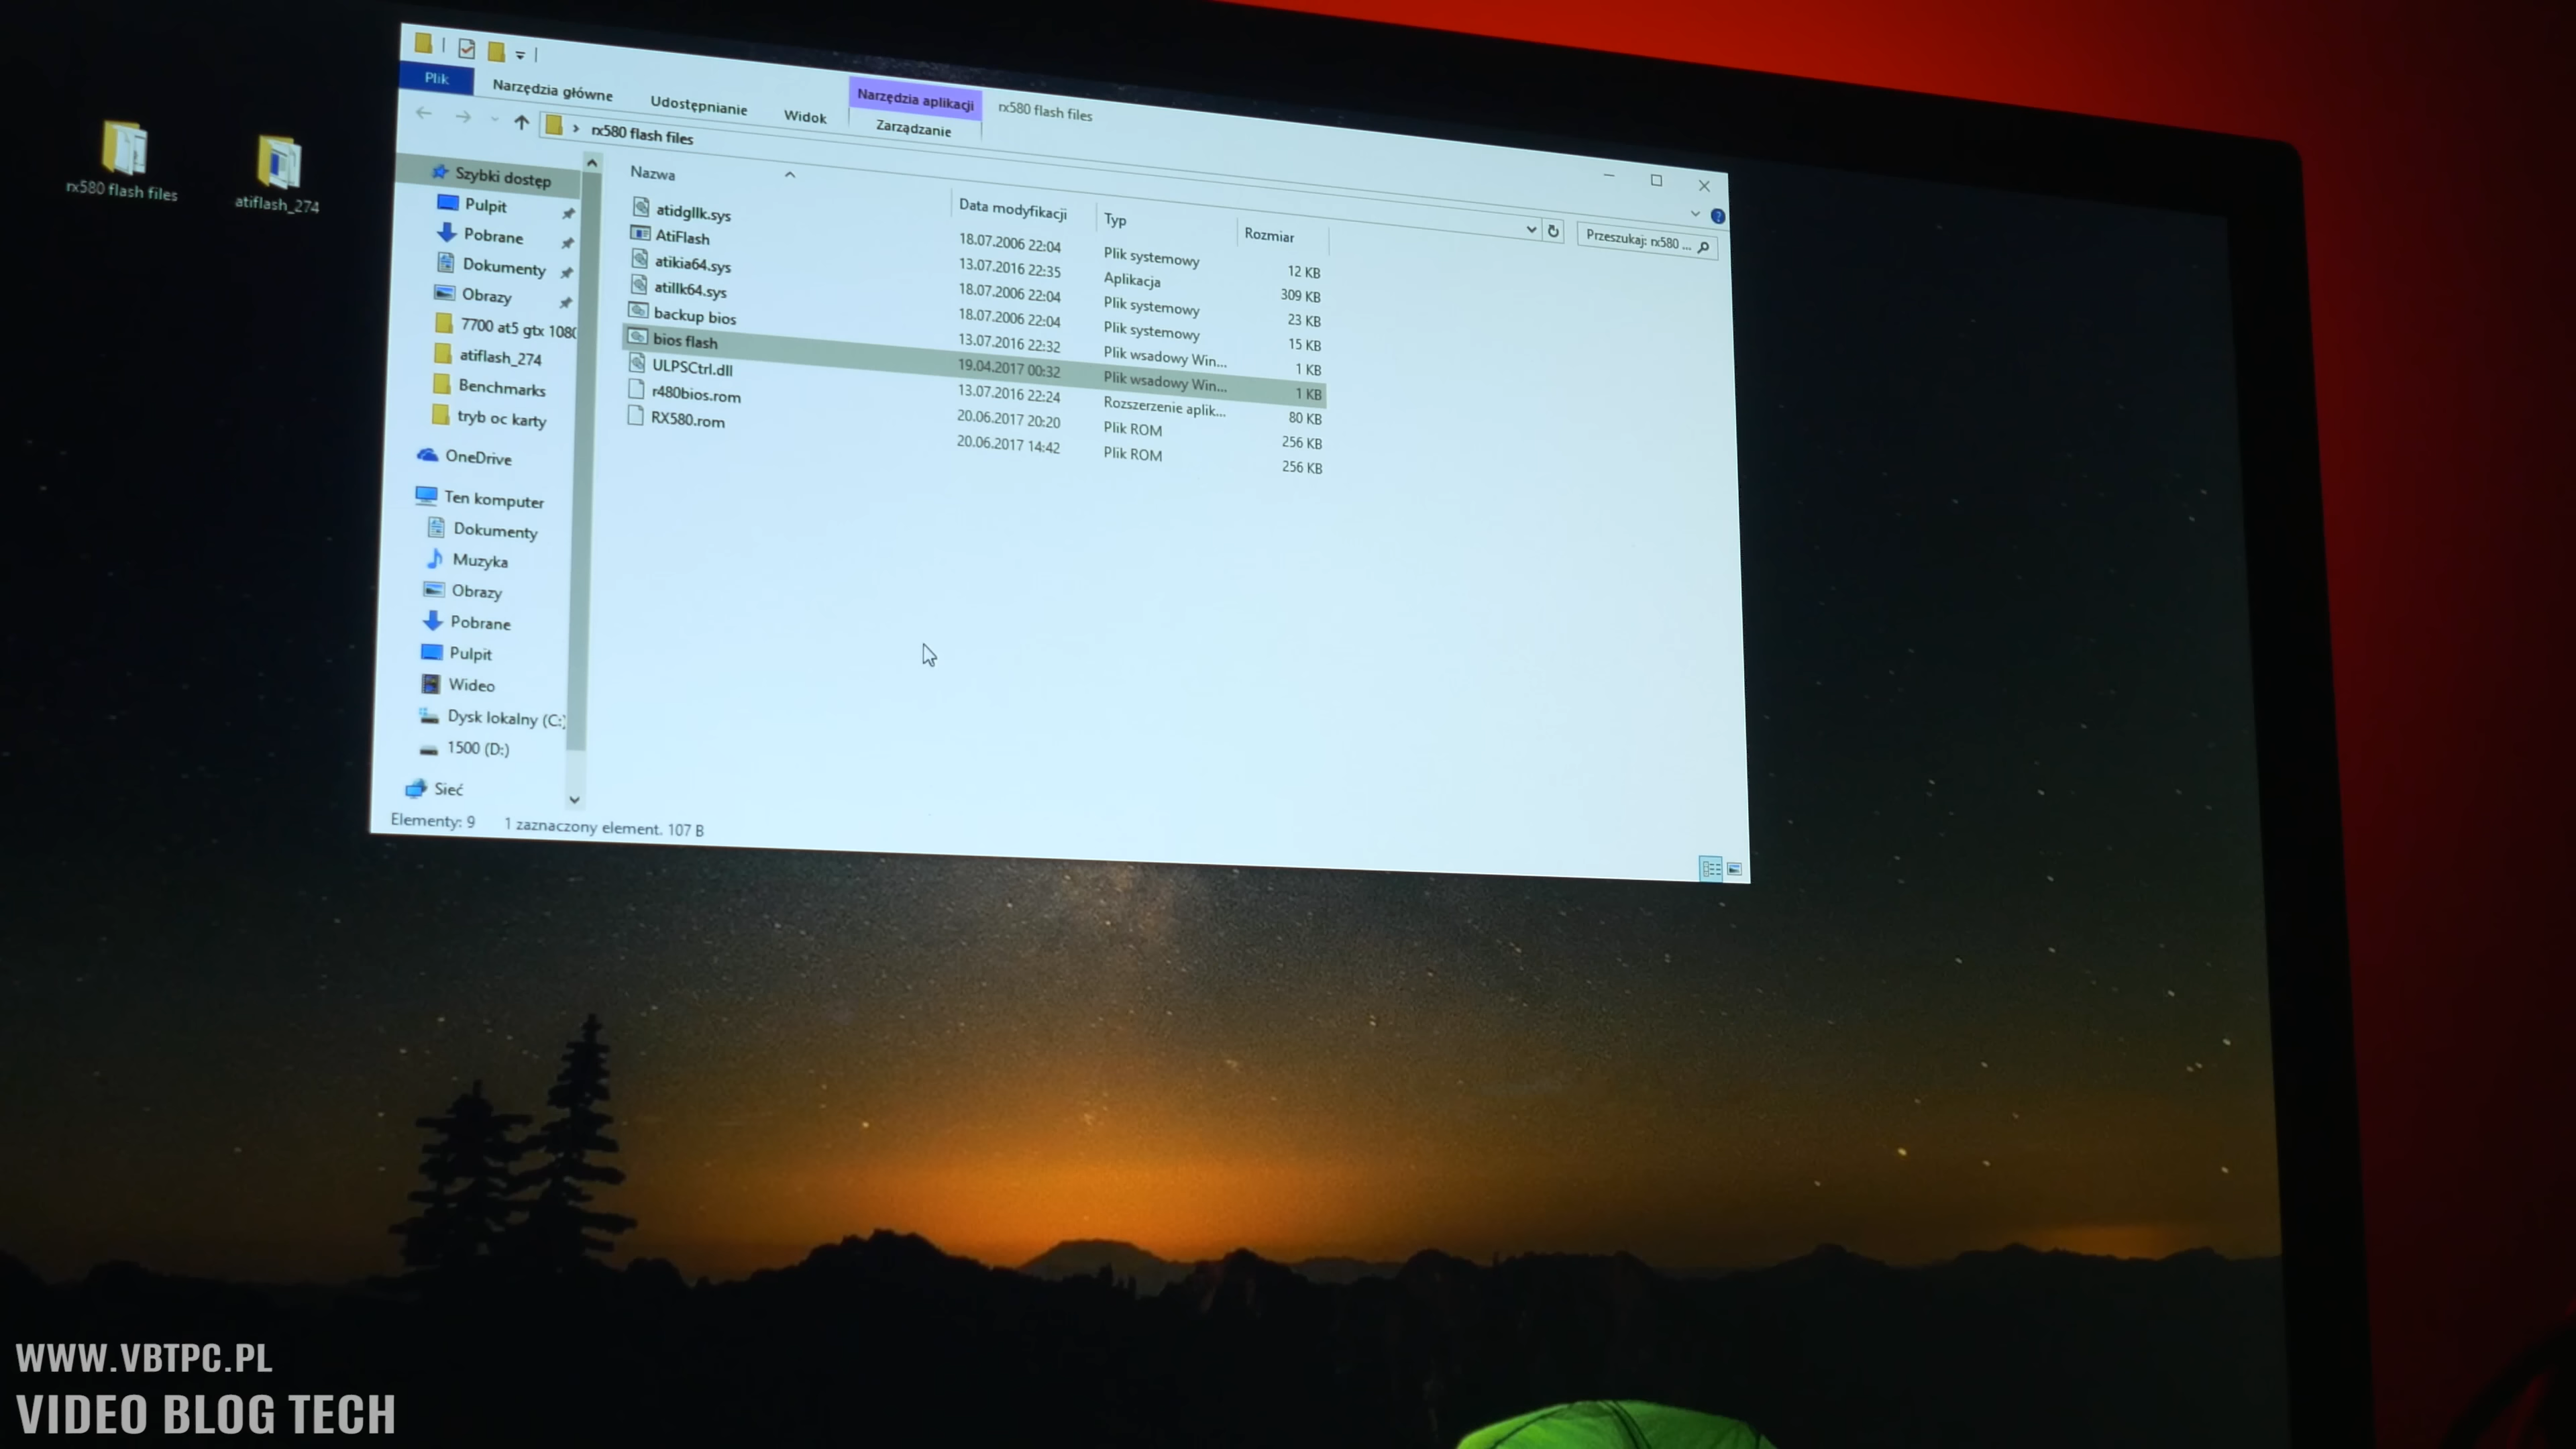 Plik
Narzędzia główne
Udostępnianie
Widok
Narzędzia aplikacji
Zarządzanie
rx580 flash files
rx580 flash files
Przeszukaj: rx580 ...
rx580 flash files
atiflash_274
Szybki dostęp
Pulpit
Pobrane
Dokumenty
Obrazy
7700 at5 gtx 1080
atiflash_274
Benchmarks
tryb oc karty
OneDrive
Ten komputer
Dokumenty
Muzyka
Obrazy
Pobrane
Pulpit
Wideo
Dysk lokalny (C:)
1500 (D:)
Sieć
Nazwa Data modyfikacji Typ Rozmiar
atidgllk.sys 18.07.2006 22:04 Plik systemowy 12 KB
AtiFlash 13.07.2016 22:35 Aplikacja 309 KB
atikia64.sys 18.07.2006 22:04 Plik systemowy 23 KB
atillk64.sys 18.07.2006 22:04 Plik systemowy 15 KB
backup bios 13.07.2016 22:32 Plik wsadowy Win... 1 KB
bios flash 19.04.2017 00:32 Plik wsadowy Win... 1 KB
ULPSCtrl.dll 13.07.2016 22:24 Rozszerzenie aplik... 80 KB
r480bios.rom 20.06.2017 20:20 Plik ROM 256 KB
RX580.rom 20.06.2017 14:42 Plik ROM 256 KB
Elementy: 9 1 zaznaczony element. 107 B
WWW.VBTPC.PL
VIDEO BLOG TECH